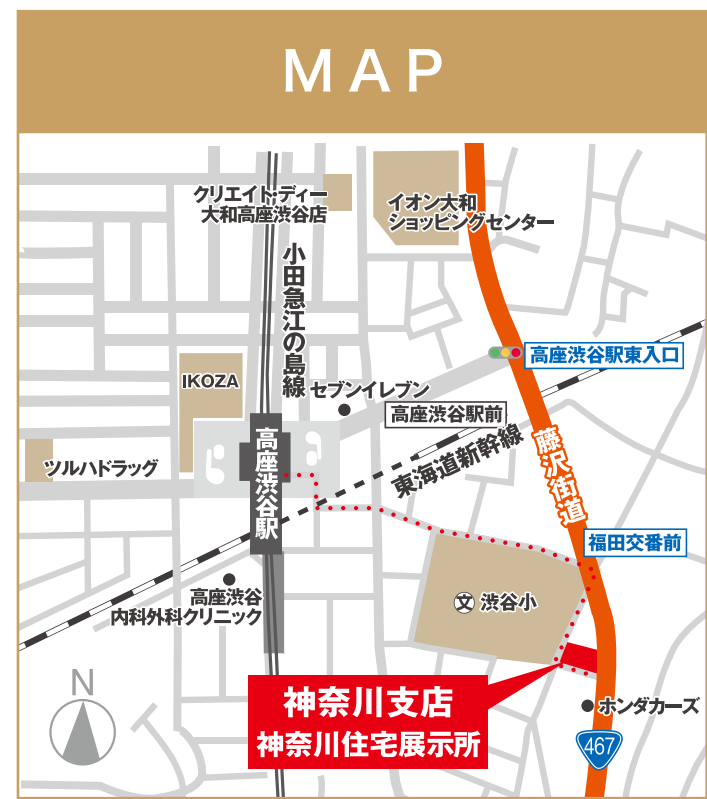 MAP
クリエイト・ディー
大和高座渋谷店
イオン大和
ショッピングセンター
小田急江の島線
高座渋谷駅東入口
IKOZA
セブンイレブン
高座渋谷駅前
高座渋谷駅
東海道新幹線
藤沢街道
ツルハドラッグ
福田交番前
高座渋谷
内科外科クリニック
文 渋谷小
N
神奈川支店
神奈川住宅展示所
ホンダカーズ
467